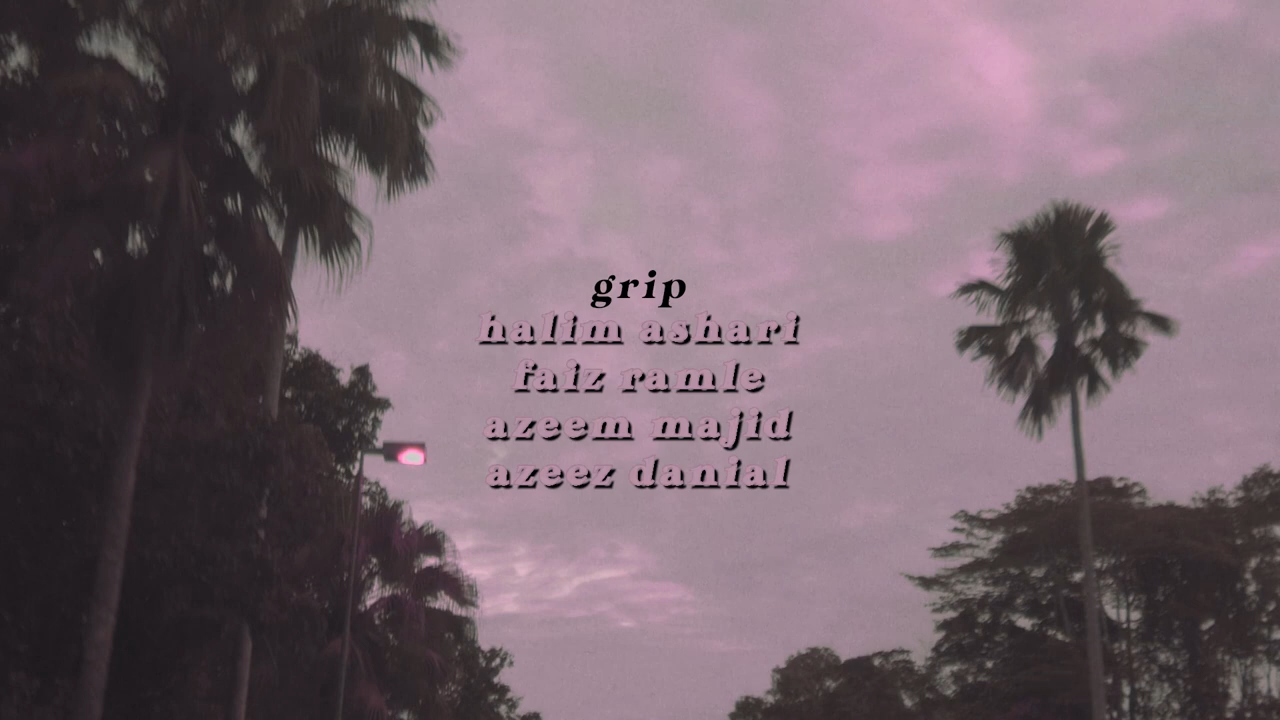 grip
halim ashari
faiz ramle
azeem majid
azeez danial